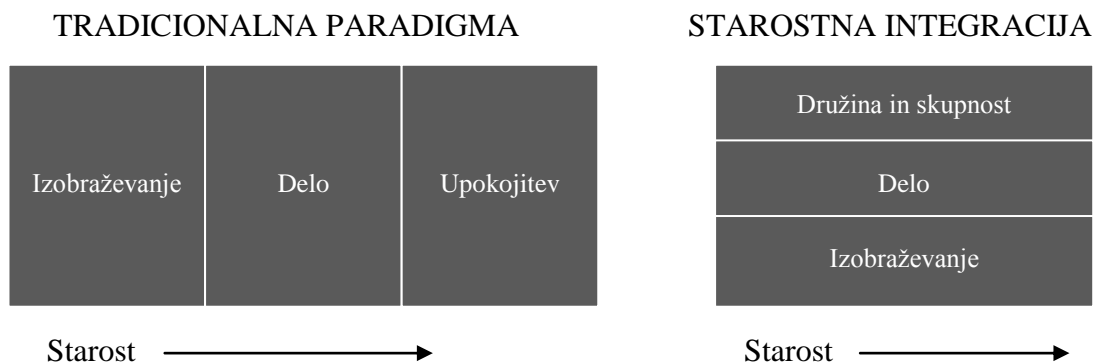 TRADICIONALNA PARADIGMA
Izobraževanje
Delo
Upokojitev
Starost
STAROSTNA INTEGRACIJA
Družina in skupnost
Delo
Izobraževanje
Starost